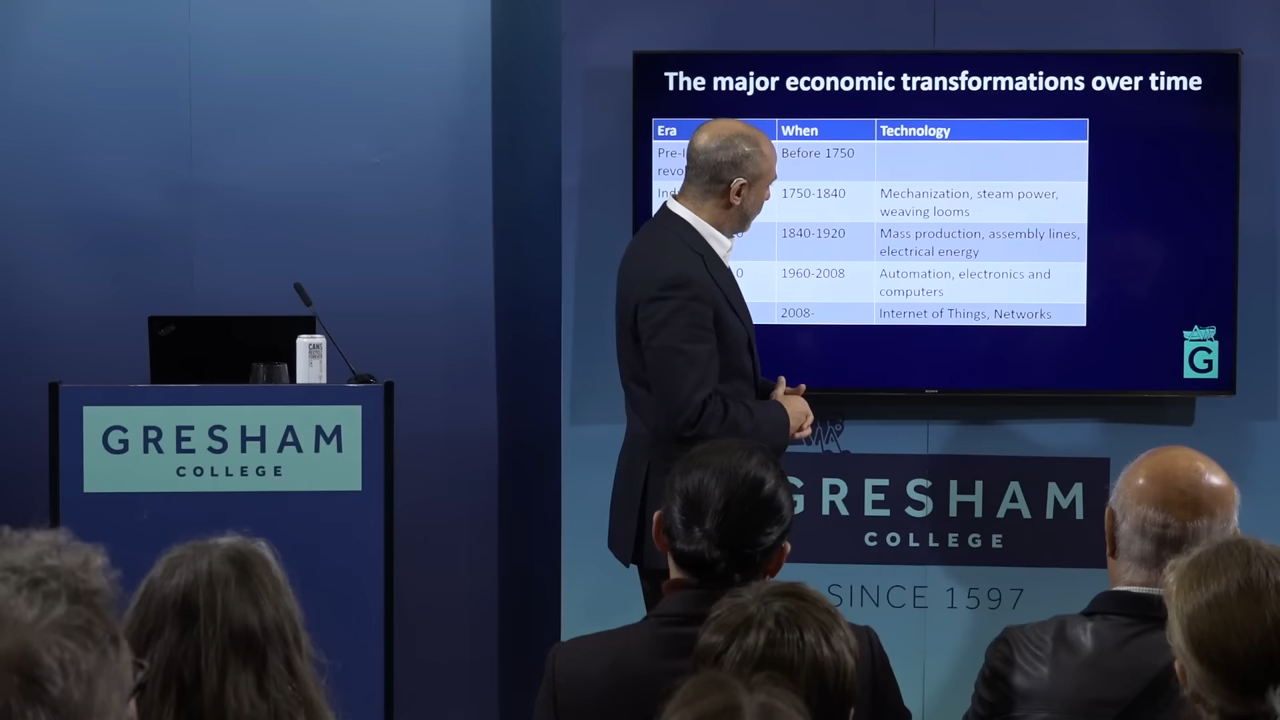 The major economic transformations over time
Era When Technology
Before 1750
1750-1840 Mechanization, steam power,
weaving looms
1840-1920 Mass production, assembly lines,
electrical energy
1960-2008 Automation, electronics and
computers
2008- Internet of Things, Networks
G
CANS
GRESHAM
COLLEGE
GRESHAM
COLLEGE
SINCE 1597